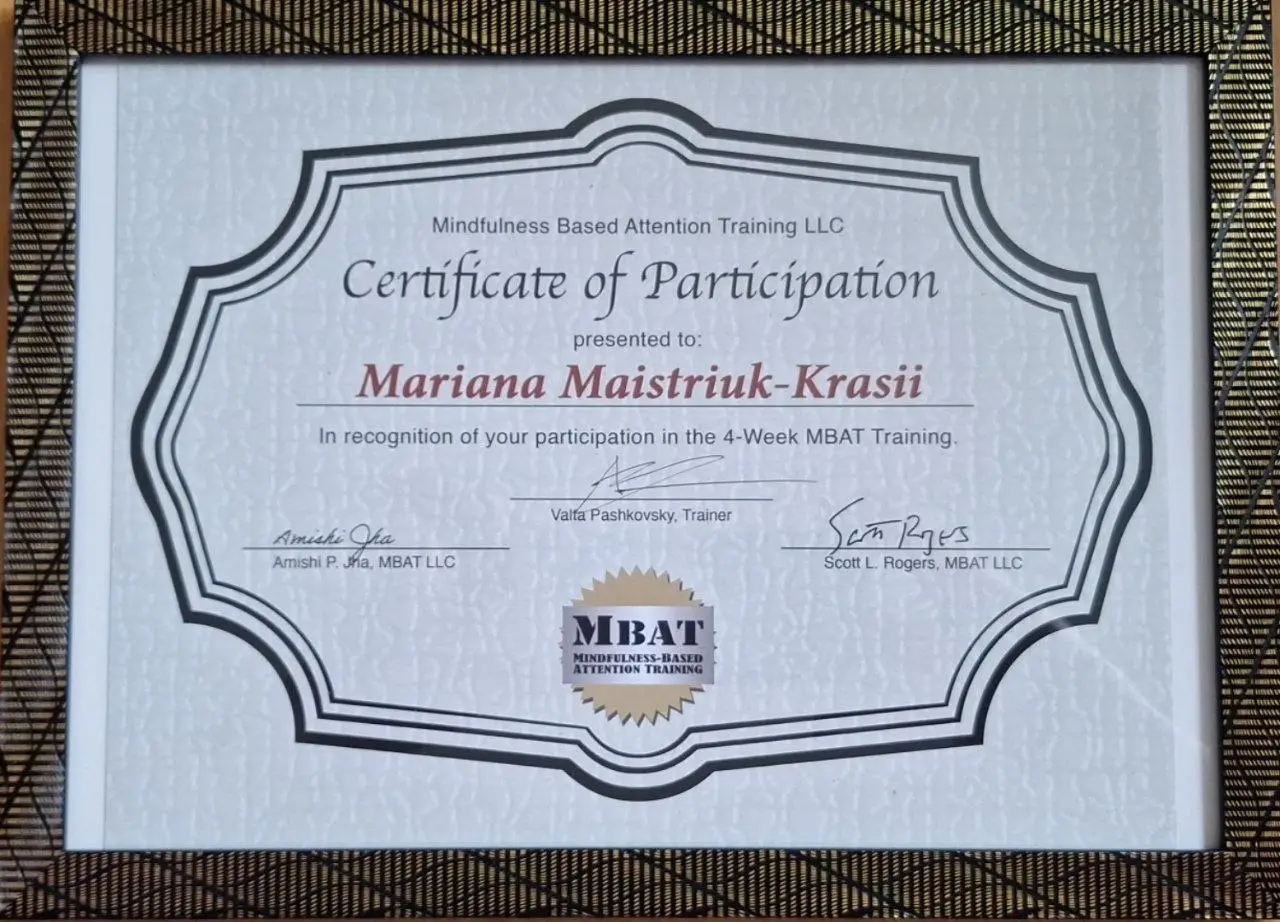 Mindfulness Based Attention Training LLC
Certificate of Participation
presented to:
Mariana Maistriuk-Krasii
In recognition of your participation in the 4-Week MBAT Training.
Valta Pashkovsky, Trainer
Amishi Jha
Amishi P. Jha, MBAT LLC
Scott Rogers
Scott L. Rogers, MBAT LLC
MBAT
MINDFULNESS-BASED
ATTENTION TRAINING